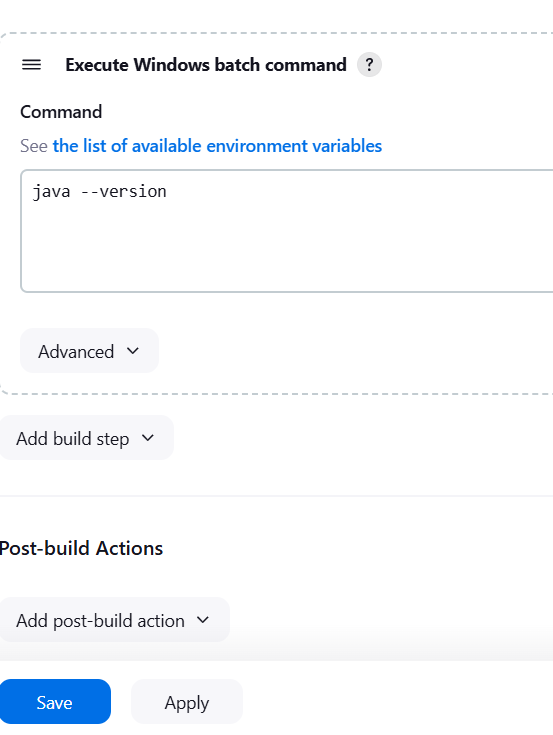 Execute Windows batch command ?
Command
See the list of available environment variables
java --version
Advanced
Add build step
Post-build Actions
Add post-build action
Save Apply